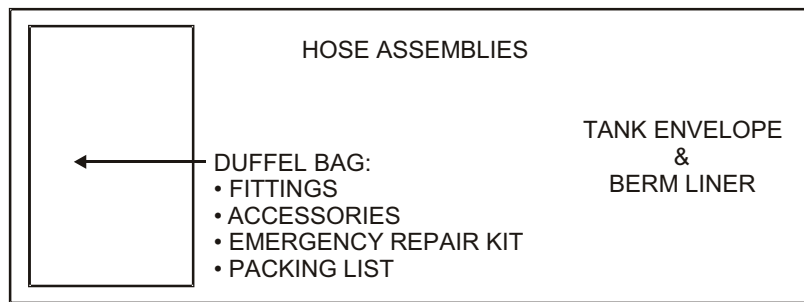 HOSE ASSEMBLIES
TANK ENVELOPE
&
BERM LINER
DUFFEL BAG:
• FITTINGS
• ACCESSORIES
• EMERGENCY REPAIR KIT
• PACKING LIST